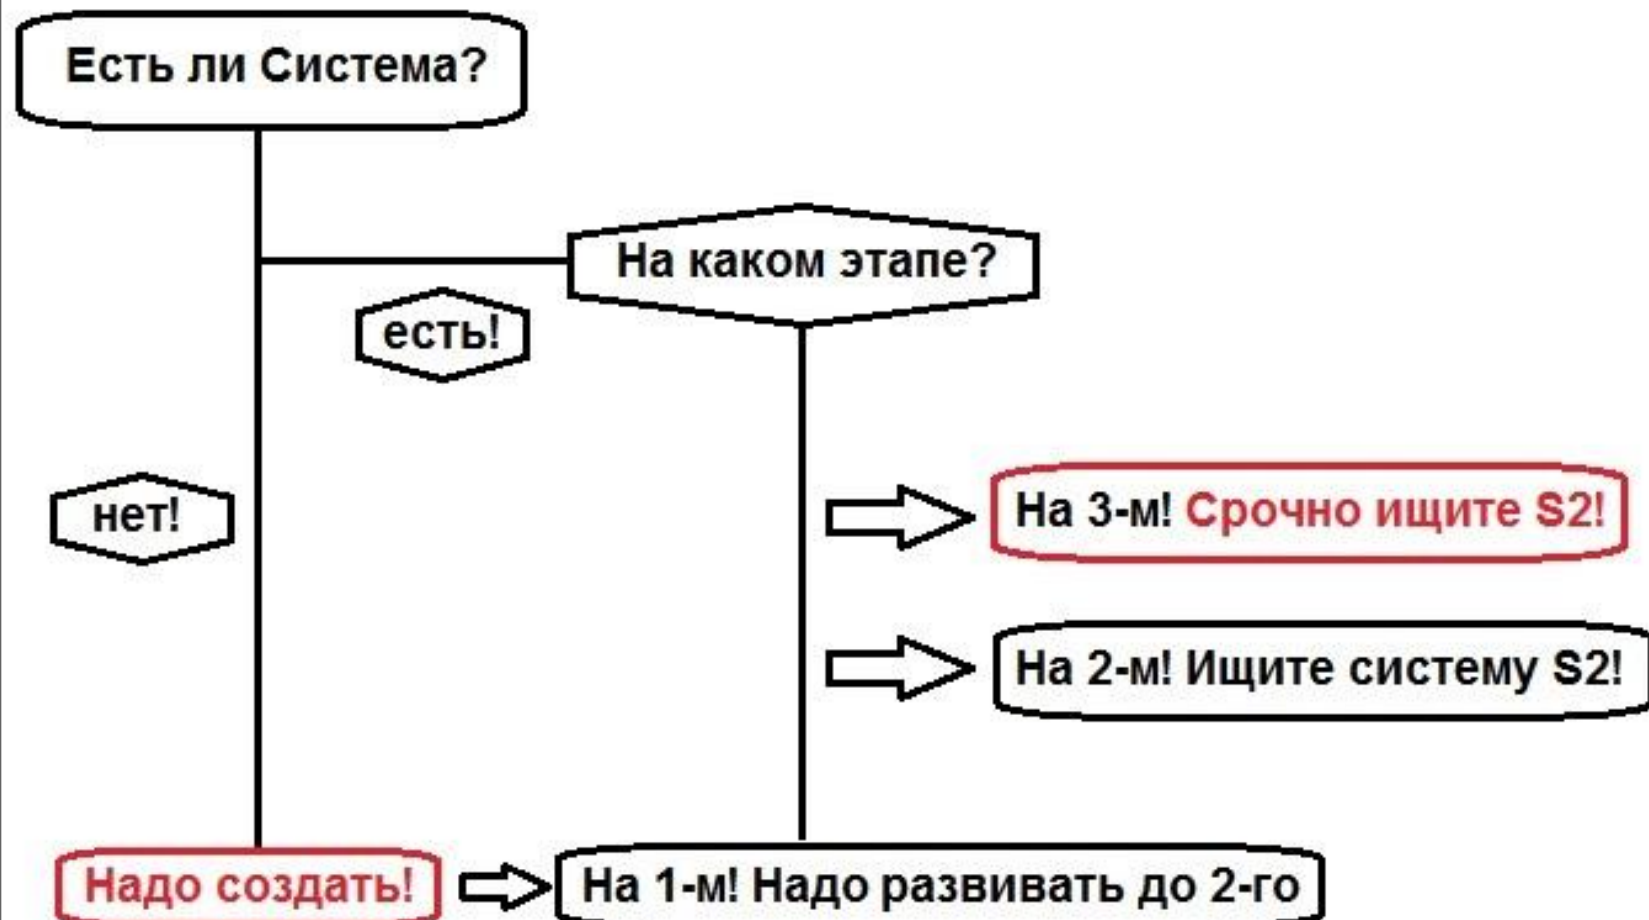 Есть ли Система?
На каком этапе?
есть!
нет!
На 3-м! Срочно ищите S2!
На 2-м! Ищите систему S2!
Надо создать!
На 1-м! Надо развивать до 2-го